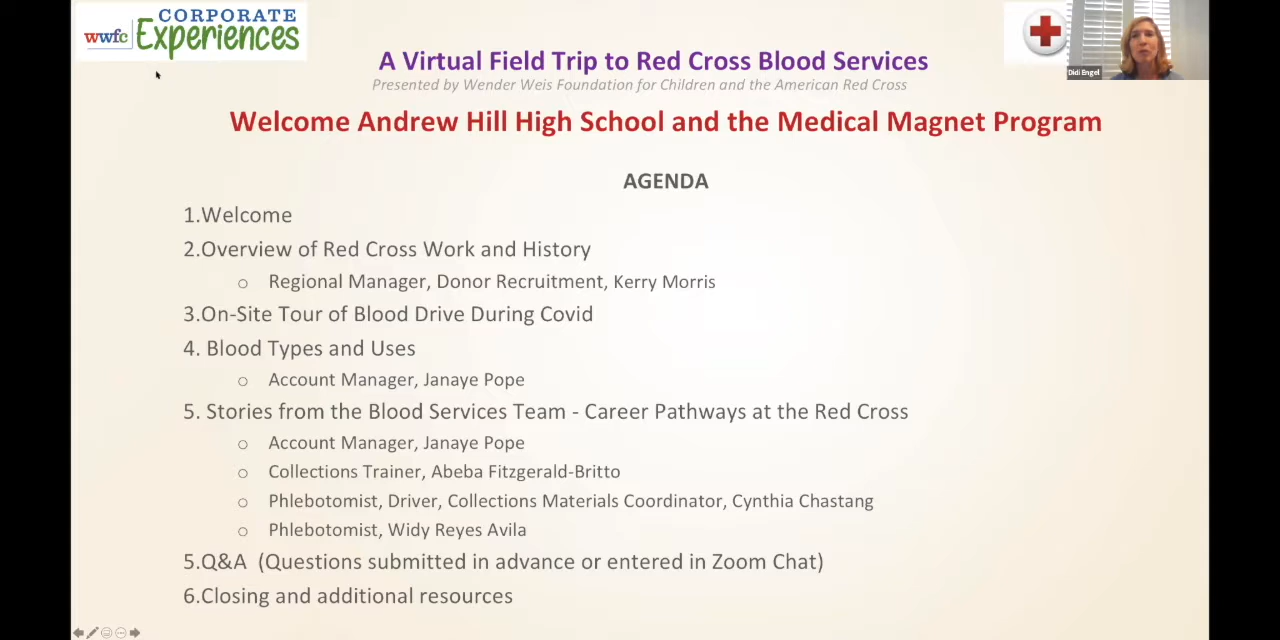 wwfc CORPORATE
Experiences
Didi Engel
A Virtual Field Trip to Red Cross Blood Services
Presented by Wender Weis Foundation for Children and the American Red Cross
Welcome Andrew Hill High School and the Medical Magnet Program
AGENDA
1.Welcome
2.Overview of Red Cross Work and History
o Regional Manager, Donor Recruitment, Kerry Morris
3.On-Site Tour of Blood Drive During Covid
4. Blood Types and Uses
o Account Manager, Janaye Pope
5. Stories from the Blood Services Team - Career Pathways at the Red Cross
o Account Manager, Janaye Pope
o Collections Trainer, Abeba Fitzgerald-Britto
o Phlebotomist, Driver, Collections Materials Coordinator, Cynthia Chastang
o Phlebotomist, Widy Reyes Avila
5.Q&A (Questions submitted in advance or entered in Zoom Chat)
6.Closing and additional resources